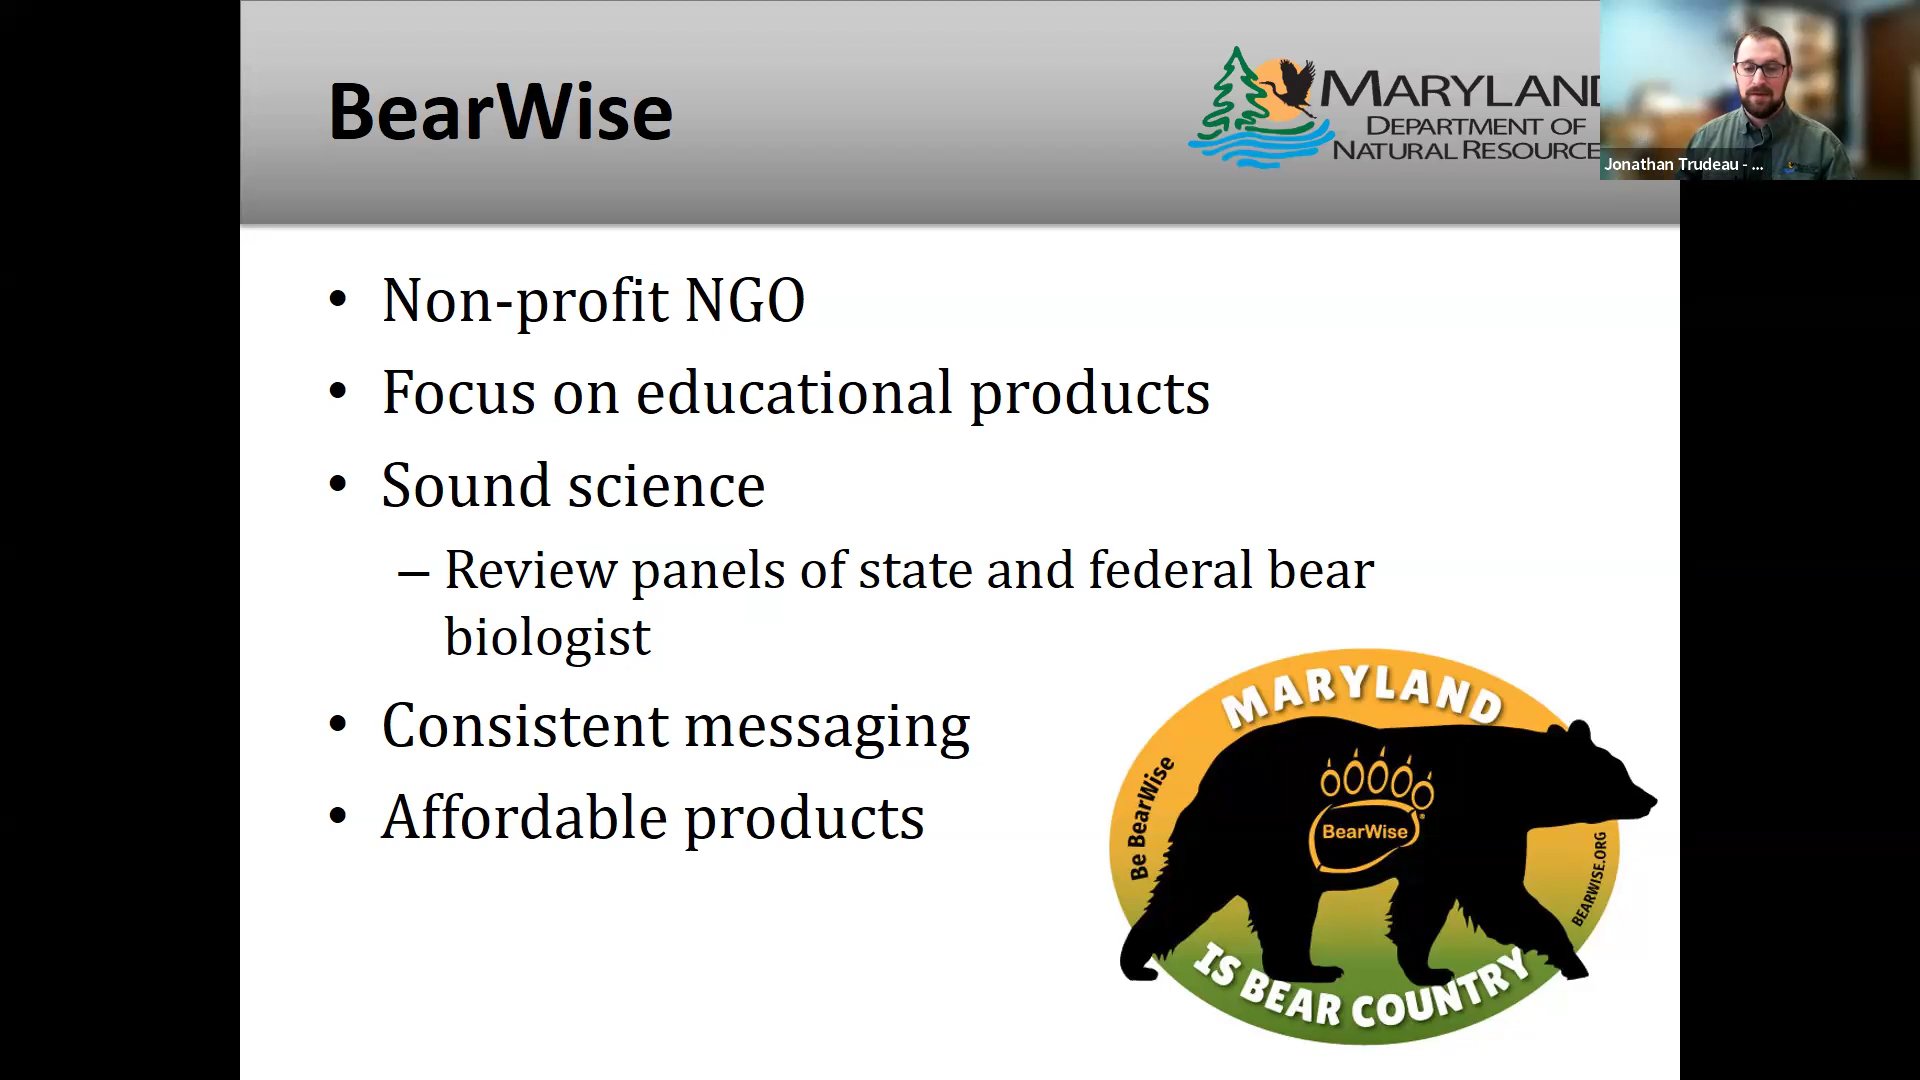 BearWise
MARYLAND
DEPARTMENT OF
NATURAL RESOURCE
Jonathan Trudeau - ...
• Non-profit NGO
• Focus on educational products
• Sound science
– Review panels of state and federal bear
biologist
• Consistent messaging
• Affordable products
MARYLAND
Be BearWise
BearWise
BEARWISE.ORG
IS BEAR COUNTRY